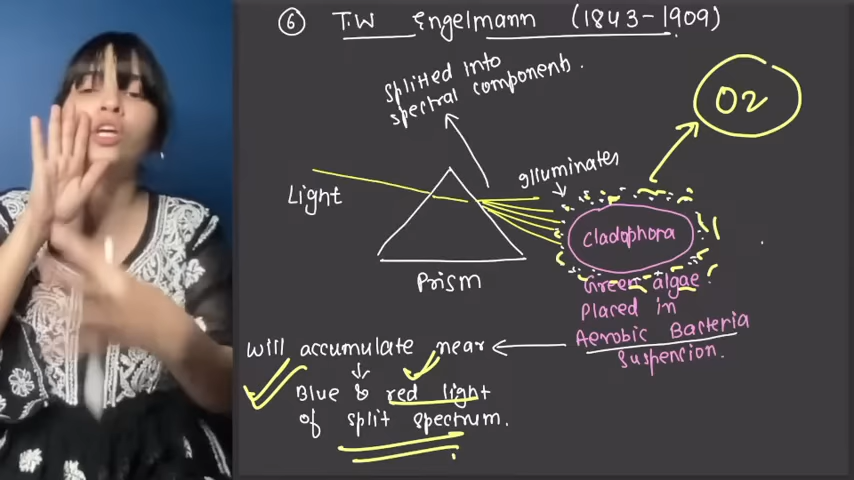 6 T.W Engelmann (1843-1909)
splitted into
spectral components.
O2
illuminates
Light
Cladophora
Prism
Green algae
Placed in
Aerobic Bacteria
suspension.
will accumulate near
Blue & red light
of split spectrum.